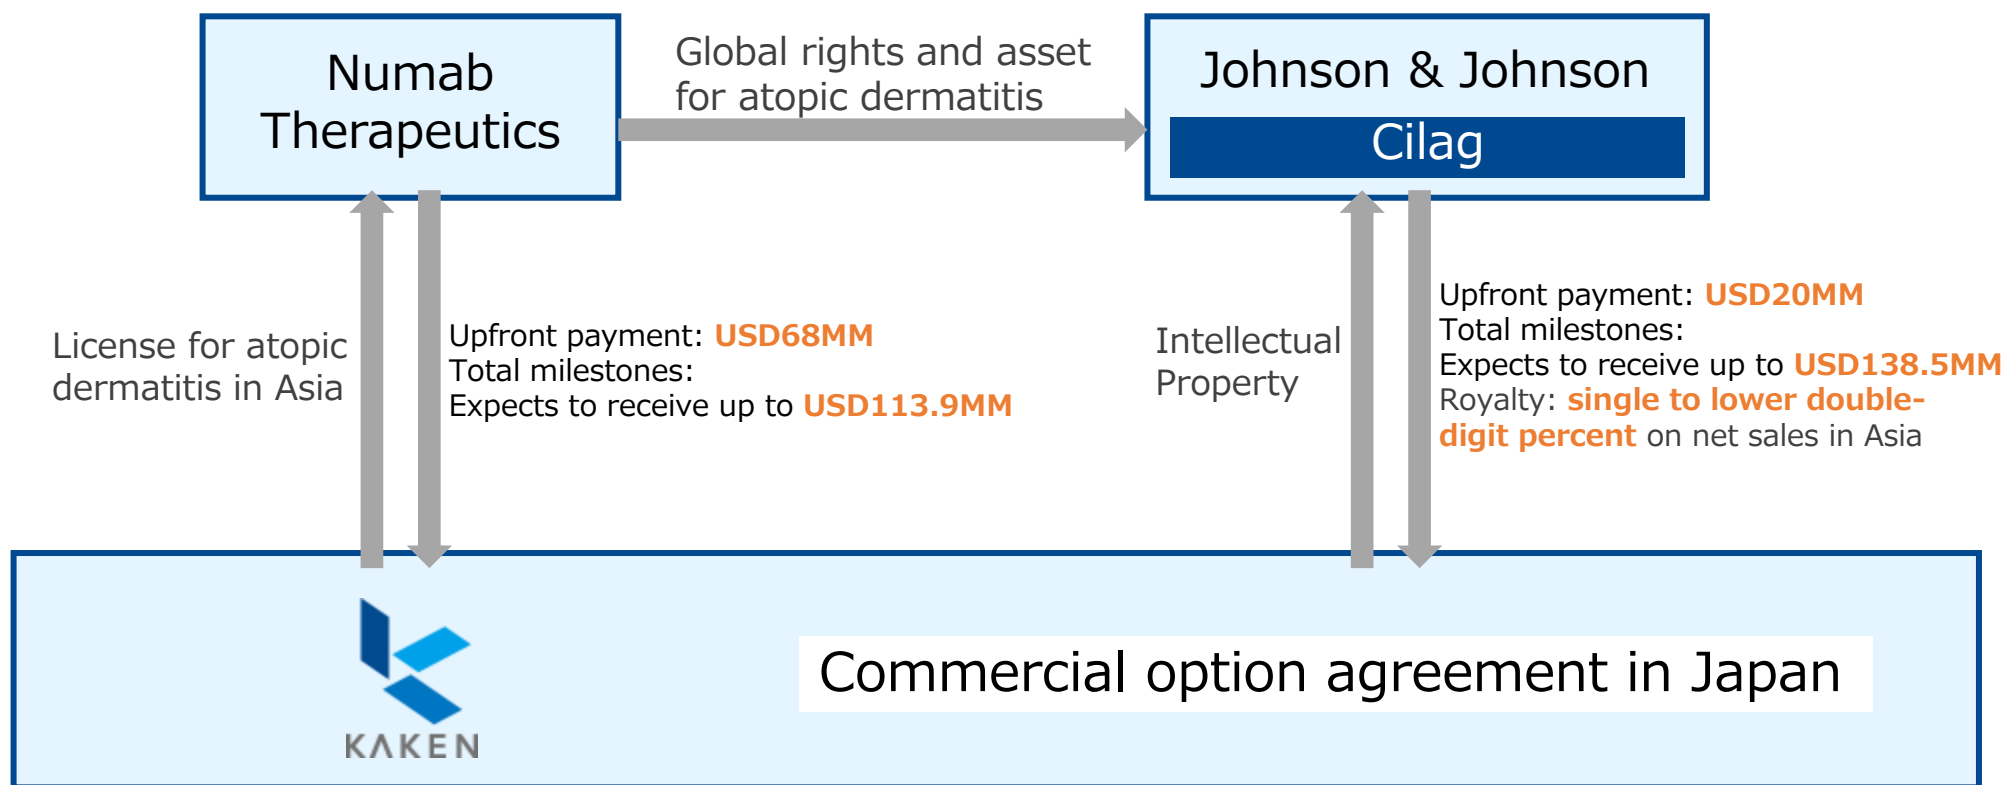 Numab
Therapeutics
Global rights and asset
for atopic dermatitis
Johnson & Johnson
Cilag
License for atopic
dermatitis in Asia
Upfront payment: USD68MM
Total milestones:
Expects to receive up to USD113.9MM
Intellectual
Property
Upfront payment: USD20MM
Total milestones:
Expects to receive up to USD138.5MM
Royalty: single to lower double-
digit percent on net sales in Asia
KAKEN
Commercial option agreement in Japan